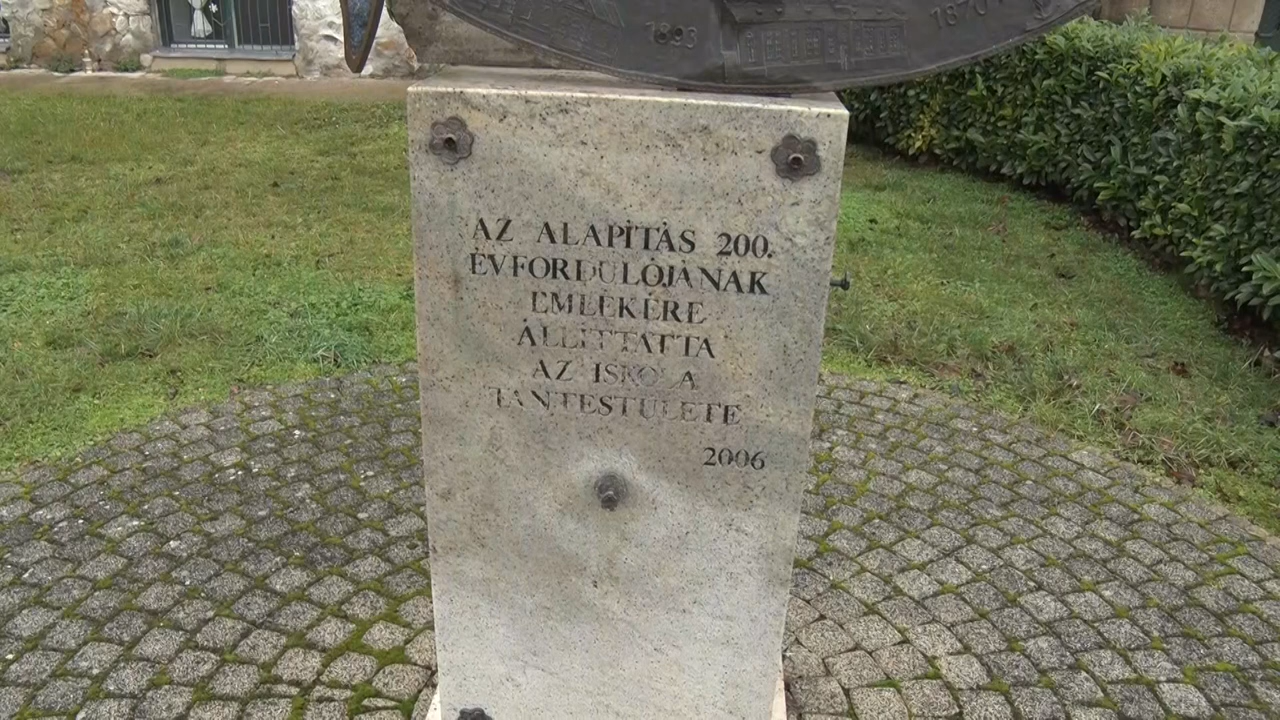 1893
1870
AZ ALAPÍTÁS 200.
ÉVFORDULÓJÁNAK
EMLÉKÉRE
ÁLLÍTTATTA
AZ ISKOLA
TANTESTÜLETE
2006